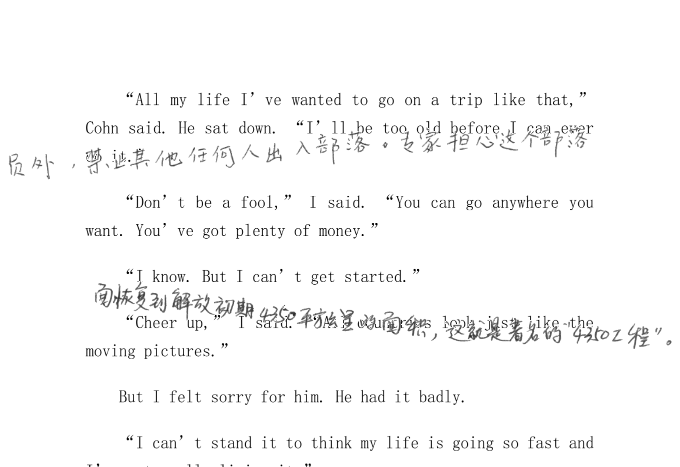 “All my life I’ve wanted to go on a trip like that,”
Cohn said. He sat down. “I’ll be too old before I can ever
员外，禁止其他任何人出入部落。专家担心这个部落
it.
“Don’t be a fool,” I said. “You can go anywhere you
want. You’ve got plenty of money.”
“I know. But I can’t get started.”
面恢复到解放初期4350平方公里的面积，这就是著名的“4350工程”。
“Cheer up,” I said. “All countries look just like the
moving pictures.”
But I felt sorry for him. He had it badly.
“I can’t stand it to think my life is going so fast and